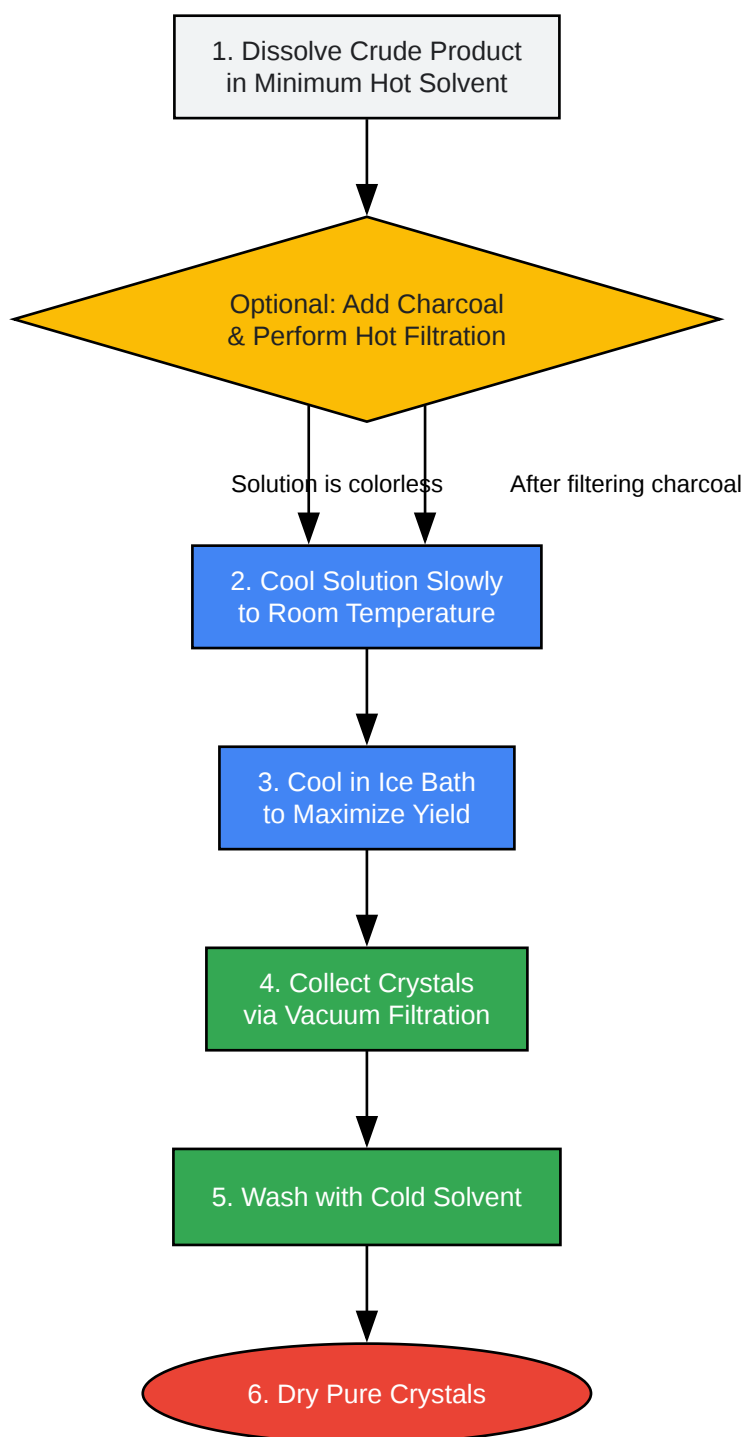 1. Dissolve Crude Product
in Minimum Hot Solvent
Optional: Add Charcoal
& Perform Hot Filtration
Solution is colorless
After filtering charcoal
2. Cool Solution Slowly
to Room Temperature
3. Cool in Ice Bath
to Maximize Yield
4. Collect Crystals
via Vacuum Filtration
5. Wash with Cold Solvent
6. Dry Pure Crystals